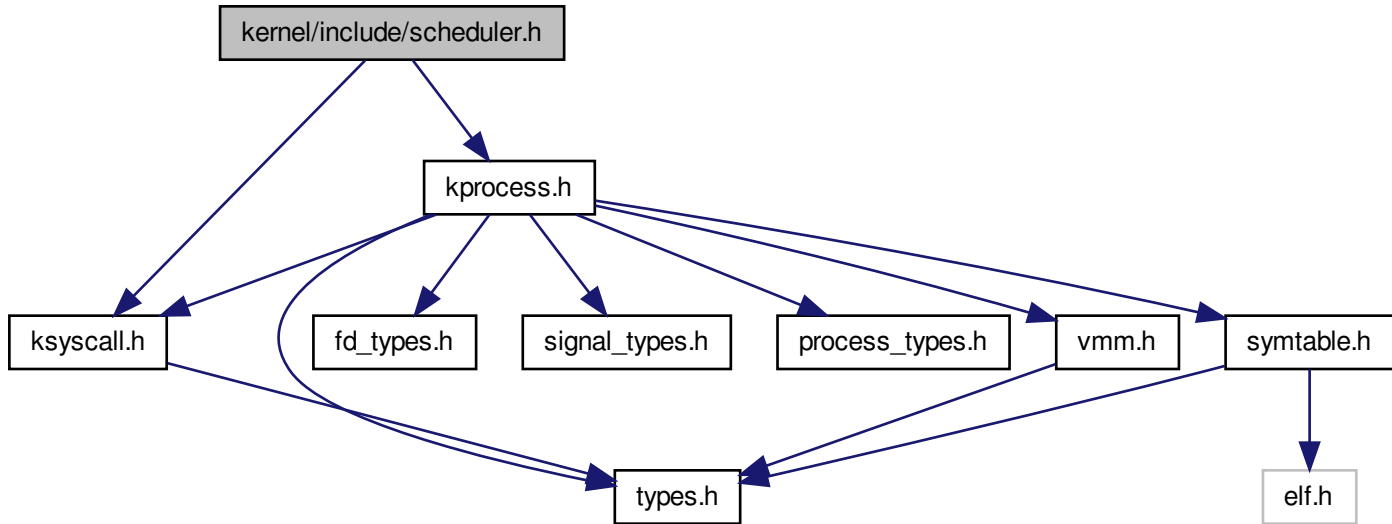 kernel/include/scheduler.h
kprocess.h
ksyscall.h
fd_types.h
signal_types.h
process_types.h
vmm.h
symtable.h
types.h
elf.h